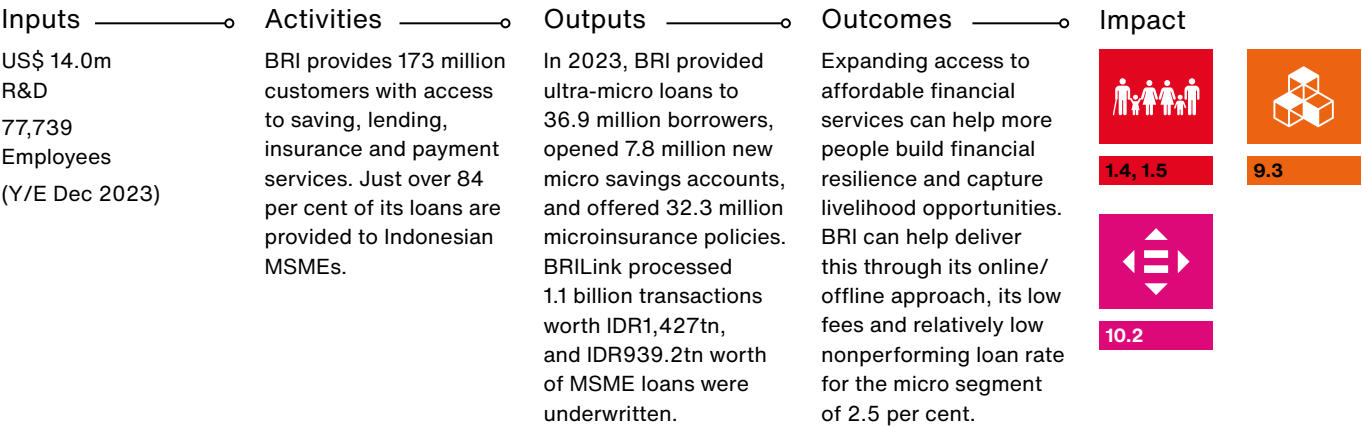 Inputs
US$ 14.0m
R&D
77,739
Employees
(Y/E Dec 2023)
Activities
BRI provides 173 million
customers with access
to saving, lending,
insurance and payment
services. Just over 84
per cent of its loans are
provided to Indonesian
MSMEs.
Outputs
In 2023, BRI provided
ultra-micro loans to
36.9 million borrowers,
opened 7.8 million new
micro savings accounts,
and offered 32.3 million
microinsurance policies.
BRILink processed
1.1 billion transactions
worth IDR1,427tn,
and IDR939.2tn worth
of MSME loans were
underwritten.
Outcomes
Expanding access to
affordable financial
services can help more
people build financial
resilience and capture
livelihood opportunities.
BRI can help deliver
this through its online/
offline approach, its low
fees and relatively low
nonperforming loan rate
for the micro segment
of 2.5 per cent.
Impact
1.4, 1.5
9.3
10.2